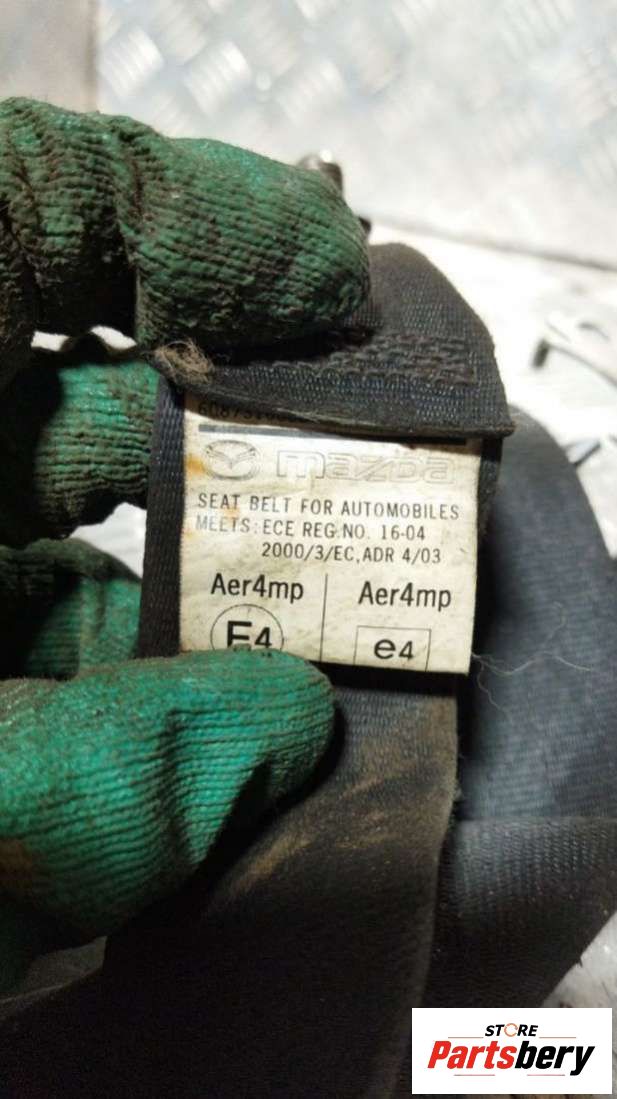 mazda
SEAT BELT FOR AUTOMOBILES
MEETS: ECE REG.NO. 16-04
2000/3/EC,ADR 4/03
Aer4mp Aer4mp
E4 e4
STORE
Partsbery